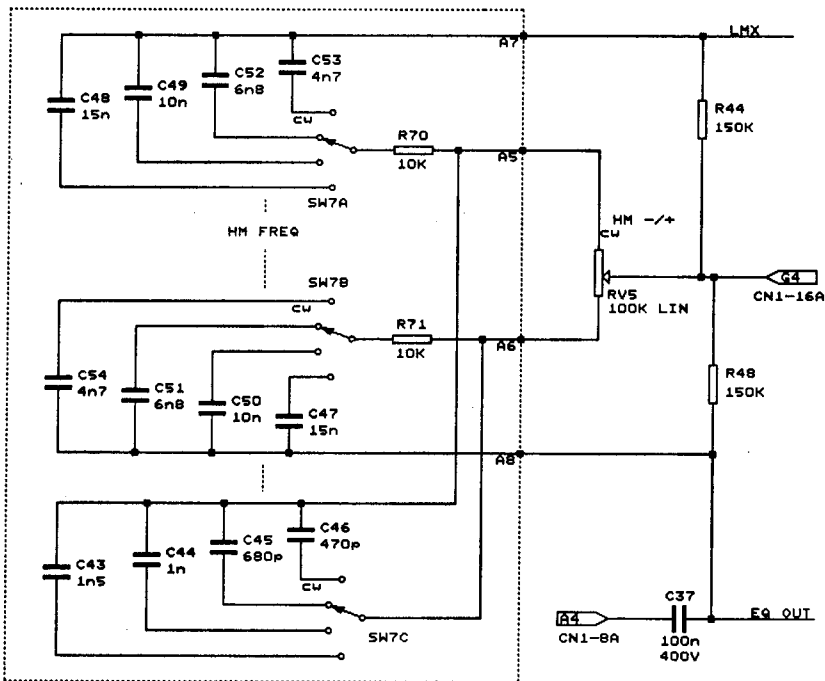 C53
4n7
C52
6n8
C49
10n
C48
15n
CW
A7
LMX
R44
150K
R70
10K
A5
SW7A
HM FREQ
HM -/+
CW
RV5
100K LIN
G4
CN1-16A
SW7B
CW
R71
10K
A6
C54
4n7
C51
6n8
C50
10n
C47
15n
R48
150K
A8
C46
470p
C45
680p
C44
1n
C43
1n5
CW
SW7C
A4
CN1-8A
C37
100n
400V
EQ OUT